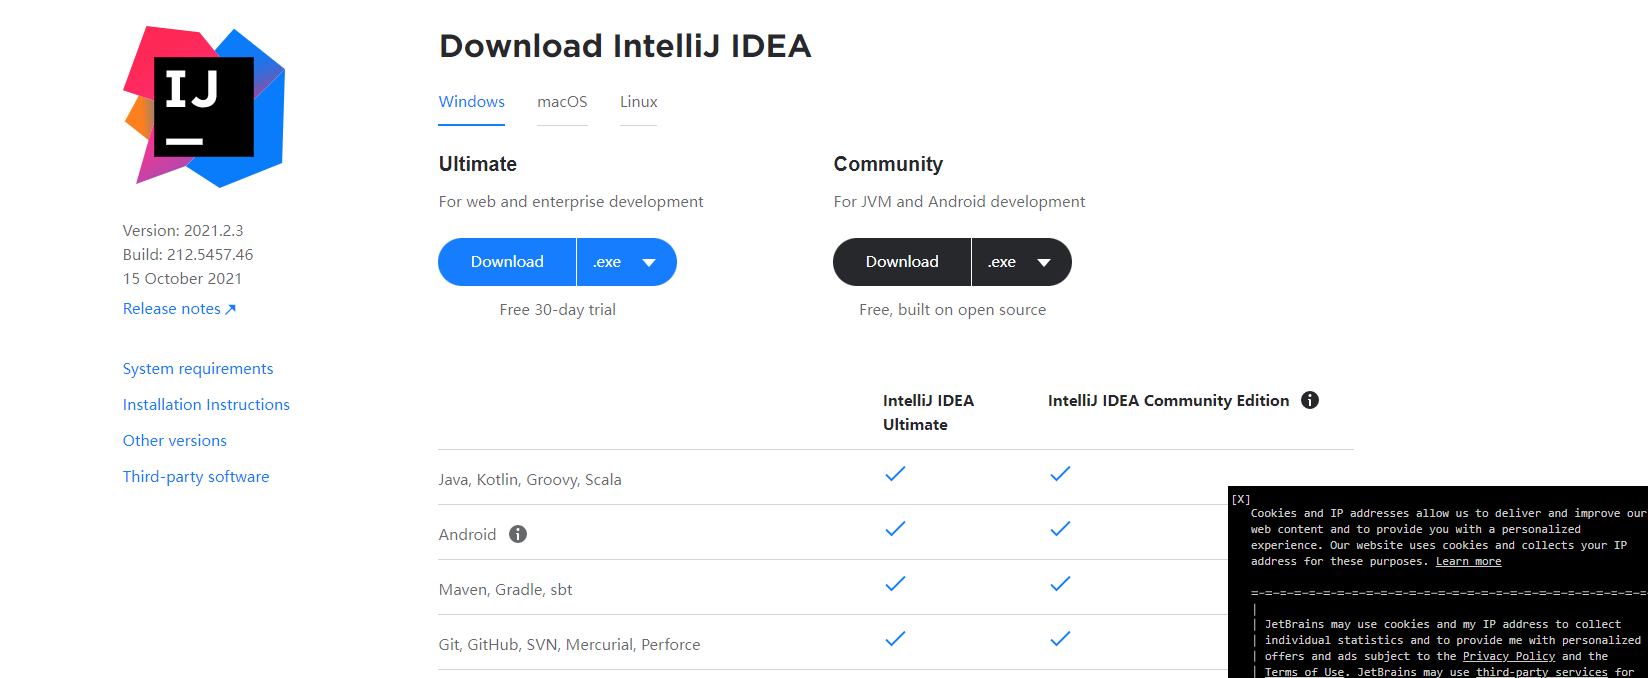 IJ
Download IntelliJ IDEA
Windows macOS Linux
Ultimate
For web and enterprise development
Download .exe
Free 30-day trial
Community
For JVM and Android development
Download .exe
Free, built on open source
Version: 2021.2.3
Build: 212.5457.46
15 October 2021
Release notes ↗
System requirements
Installation Instructions
Other versions
Third-party software
IntelliJ IDEA
Ultimate
IntelliJ IDEA Community Edition
Java, Kotlin, Groovy, Scala
Android
Maven, Gradle, sbt
Git, GitHub, SVN, Mercurial, Perforce
[X]
Cookies and IP addresses allow us to deliver and improve our
web content and to provide you with a personalized
experience. Our website uses cookies and collects your IP
address for these purposes. Learn more
JetBrains may use cookies and my IP address to collect
individual statistics and to provide me with personalized
offers and ads subject to the Privacy Policy and the
Terms of Use. JetBrains may use third-party services for